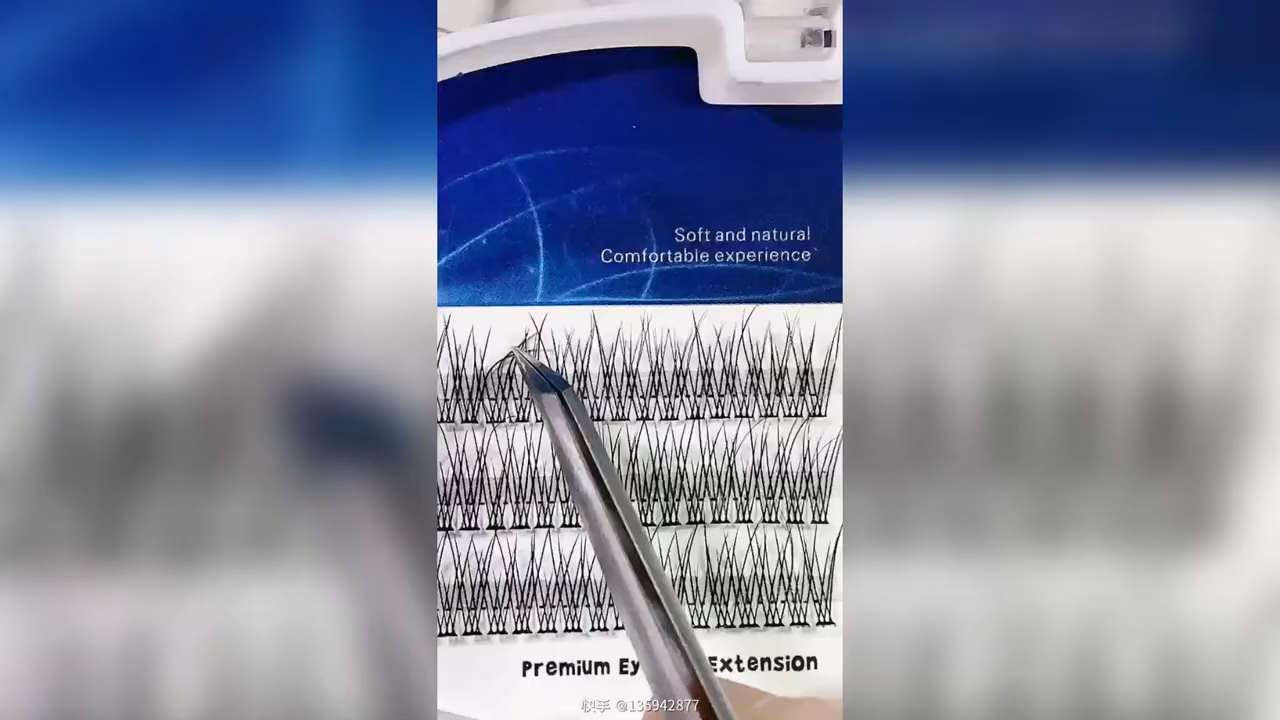 Soft and natural
Comfortable experience
Premium Ey Extension
快手 @135942877